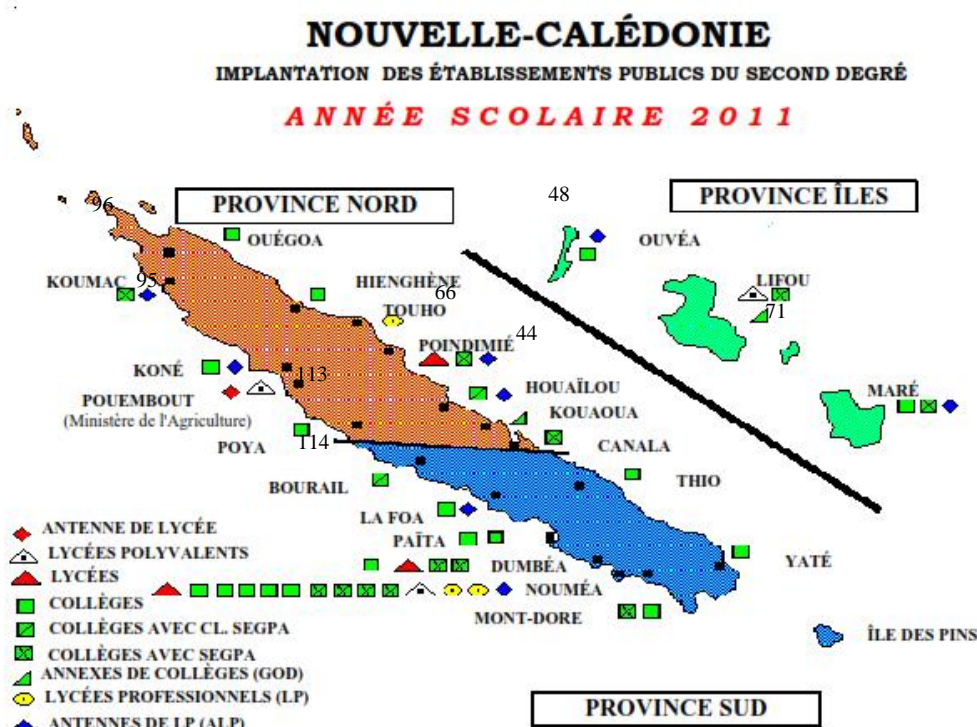 NOUVELLE-CALÉDONIE
IMPLANTATION DES ÉTABLISSEMENTS PUBLICS DU SECOND DEGRÉ
ANNÉE SCOLAIRE 2011
96
PROVINCE NORD
48
PROVINCE ÎLES
OUÉGOA
OUVÉA
KOUMAC
95
HIENGHÈNE
66
TOUHO
LIFOU
71
44
POINDIMIÉ
KONÉ
113
HOUAÏLOU
MARÉ
POUEMBOUT
(Ministère de l'Agriculture)
KOUAOUA
POYA
114
CANALA
BOURAIL
THIO
LA FOA
PAÏTA
DUMBÉA
YATÉ
NOUMÉA
MONT-DORE
ÎLE DES PINS
ANTENNE DE LYCÉE
LYCÉES POLYVALENTS
LYCÉES
COLLÈGES
COLLÈGES AVEC CL. SEGPA
COLLÈGES AVEC SEGPA
ANNEXES DE COLLÈGES (GOD)
LYCÉES PROFESSIONNELS (LP)
ANTENNES DE LP (ALP)
PROVINCE SUD